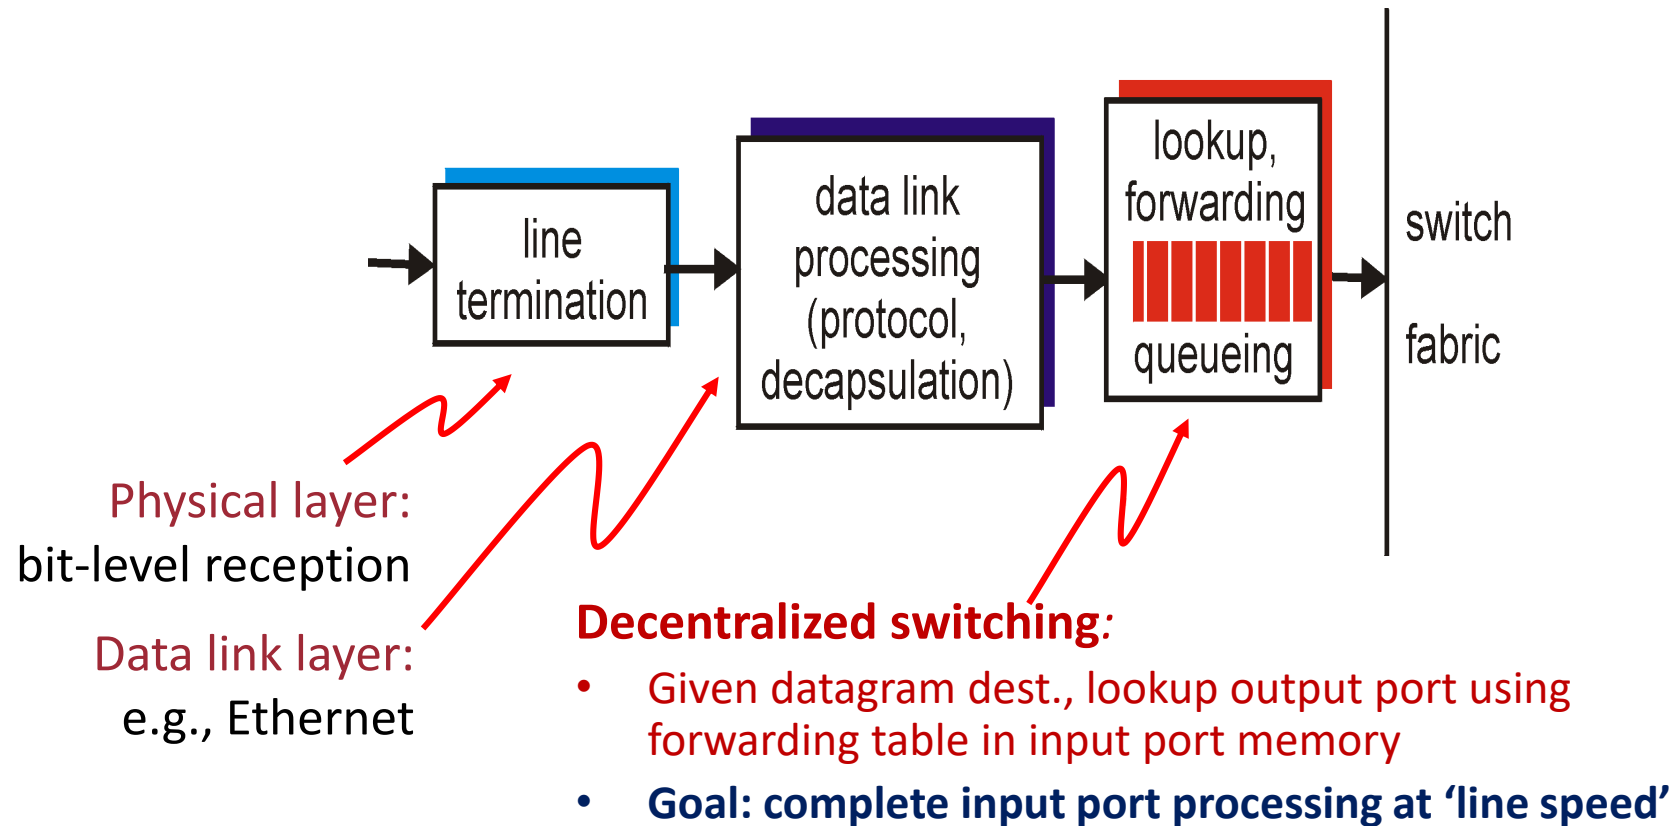 line
termination
data link
processing
(protocol,
decapsulation)
lookup,
forwarding
queueing
switch
fabric
Physical layer:
bit-level reception
Data link layer:
e.g., Ethernet
Decentralized switching:
• Given datagram dest., lookup output port using
forwarding table in input port memory
• Goal: complete input port processing at ‘line speed’